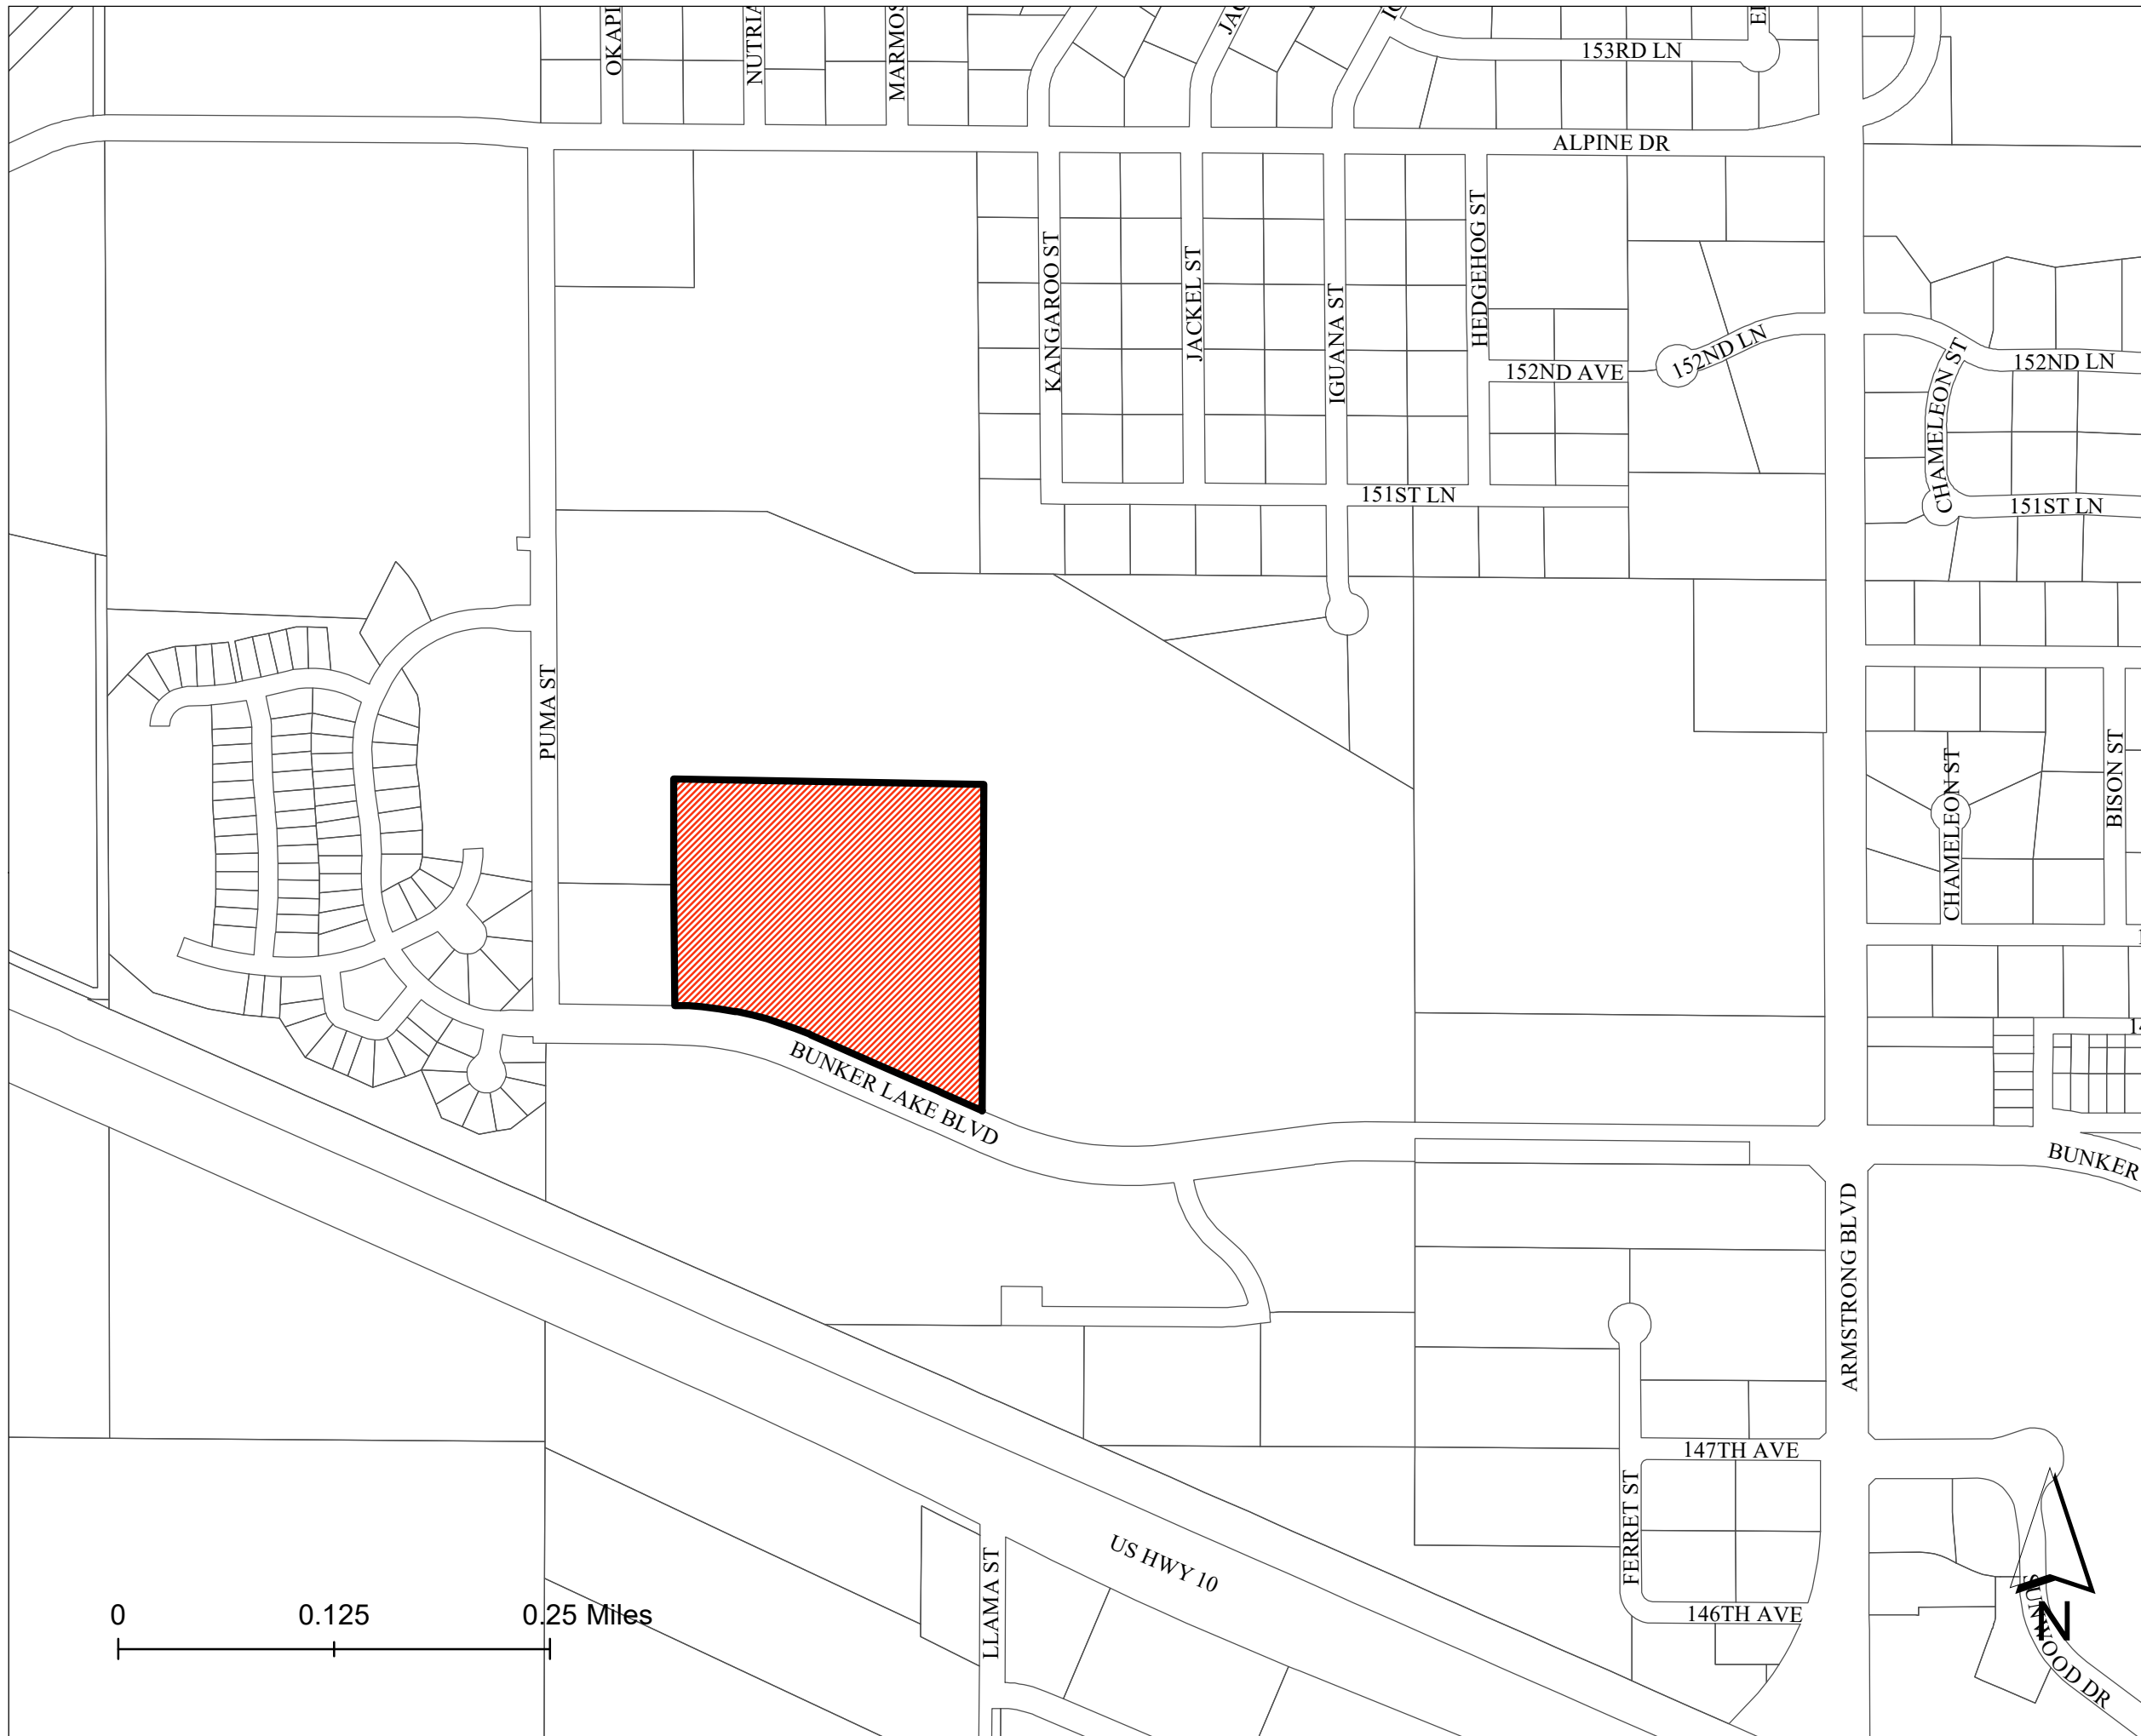 OKAPI
NUTRIA
MARMOS
153RD LN
ALPINE DR
KANGAROO ST
JACKEL ST
IGUANA ST
HEDGEHOG ST
152ND AVE
152ND LN
CHAMELEON ST
152ND LN
151ST LN
151ST LN
PUMA ST
CHAMELEON ST
BISON ST
BUNKER LAKE BLVD
BUNKER
ARMSTRONG BLVD
147TH AVE
FERRET ST
146TH AVE
US HWY 10
LLAMA ST
SUNWOOD DR
N
0 0.125 0.25 Miles